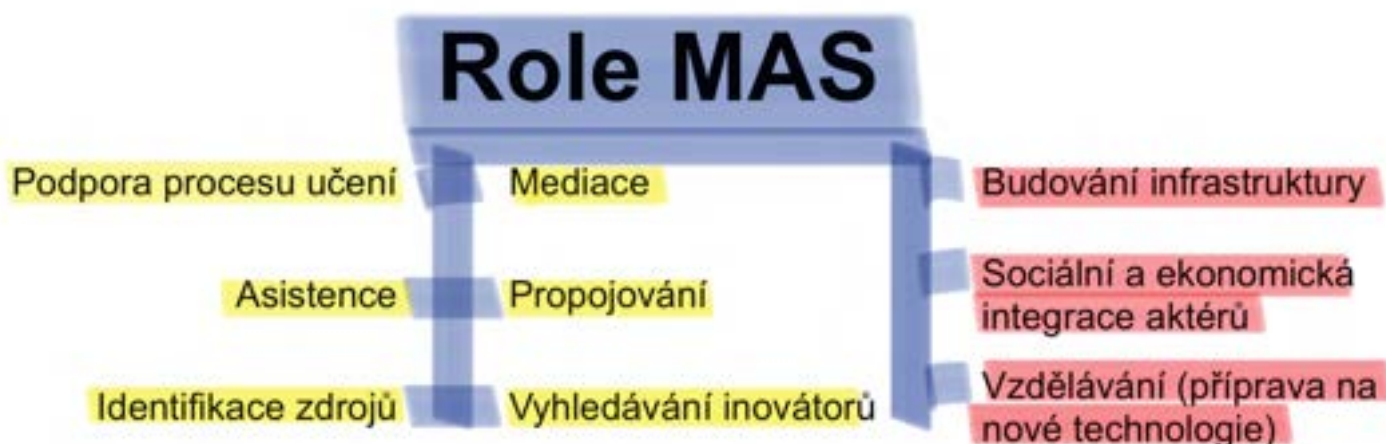 Role MAS
Podpora procesu učení
Mediace
Budování infrastruktury
Asistence
Propojování
Sociální a ekonomická
integrace aktérů
Identifikace zdrojů
Vyhledávání inovátorů
Vzdělávání (příprava na
nové technologie)